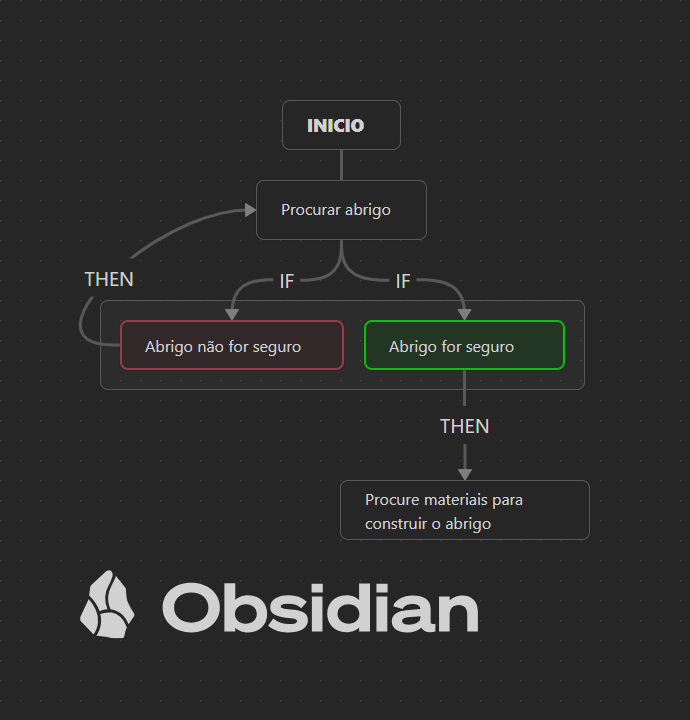 INICIO
Procurar abrigo
THEN
IF
IF
Abrigo não for seguro
Abrigo for seguro
THEN
Procure materiais para
construir o abrigo
Obsidian